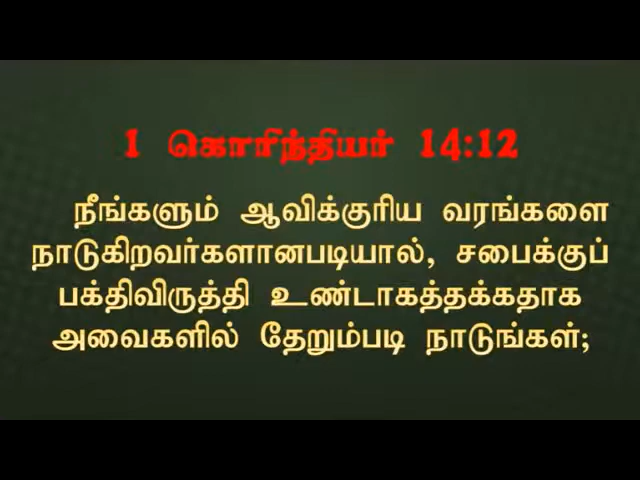 1 கொரிந்தியர் 14:12
நீங்களும் ஆவிக்குரிய வரங்களை
நாடுகிறவர்களானபடியால், சபைக்குப்
பக்திவிருத்தி உண்டாகத்தக்கதாக
அவைகளில் தேறும்படி நாடுங்கள்;